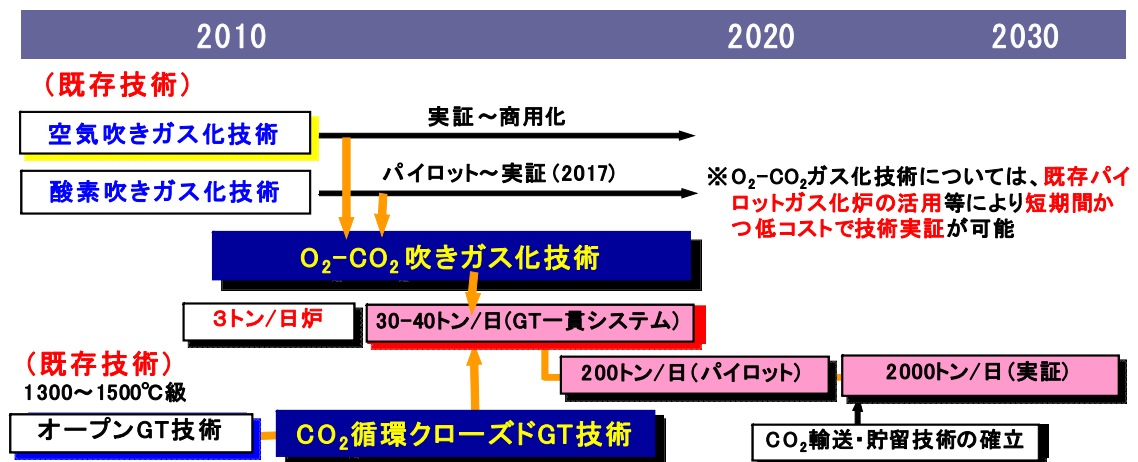 2010 2020 2030
（既存技術）
空気吹きガス化技術
実証～商用化
酸素吹きガス化技術
パイロット～実証（2017）
※O₂-CO₂ガス化技術については、既存パイ
ロットガス化炉の活用等により短期間か
つ低コストで技術実証が可能
O₂-CO₂吹きガス化技術
３トン/日炉
30-40トン/日(GT一貫システム)
（既存技術）
1300～1500℃級
200トン/日（パイロット）
2000トン/日（実証）
オープンGT技術
CO₂循環クローズドGT技術
CO₂輸送・貯留技術の確立